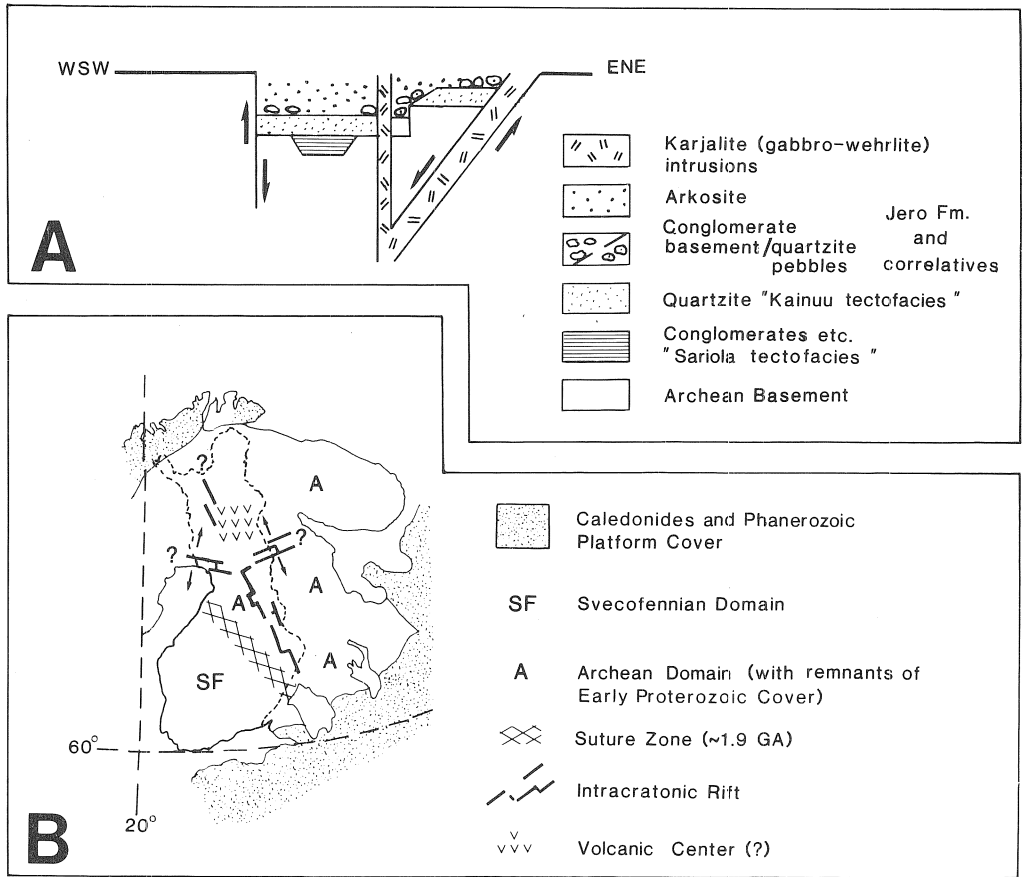 WSW
ENE
A
Karjalite (gabbro-wehrlite)
intrusions
Arkosite
Conglomerate
basement/quartzite
pebbles
Jero Fm.
and
correlatives
Quartzite "Kainuu tectofacies "
Conglomerates etc.
" Sariola tectofacies "
Archean Basement
?
A
?
?
A
A
A
SF
60°
20°
B
Caledonides and Phanerozoic
Platform Cover
SF Svecofennian Domain
A Archean Domain (with remnants of
Early Proterozoic Cover)
Suture Zone (~1.9 GA)
Intracratonic Rift
Volcanic Center (?)